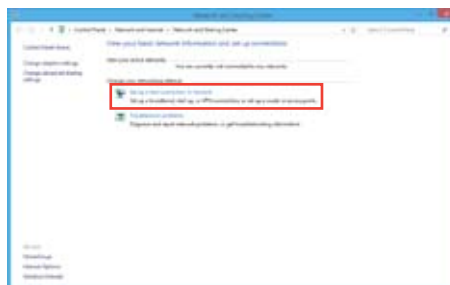 Network and Sharing Center
Control Panel › Network and Internet › Network and Sharing Center
Control Panel Home
View your basic network information and set up connections
View your active networks
You are currently not connected to any networks.
Change adapter settings
Change advanced sharing settings
Change your networking settings
Set up a new connection or network
Set up a broadband, dial-up, or VPN connection; or set up a router or access point.
Troubleshoot problems
Diagnose and repair network problems, or get troubleshooting information.
See also
HomeGroup
Internet Options
Windows Firewall